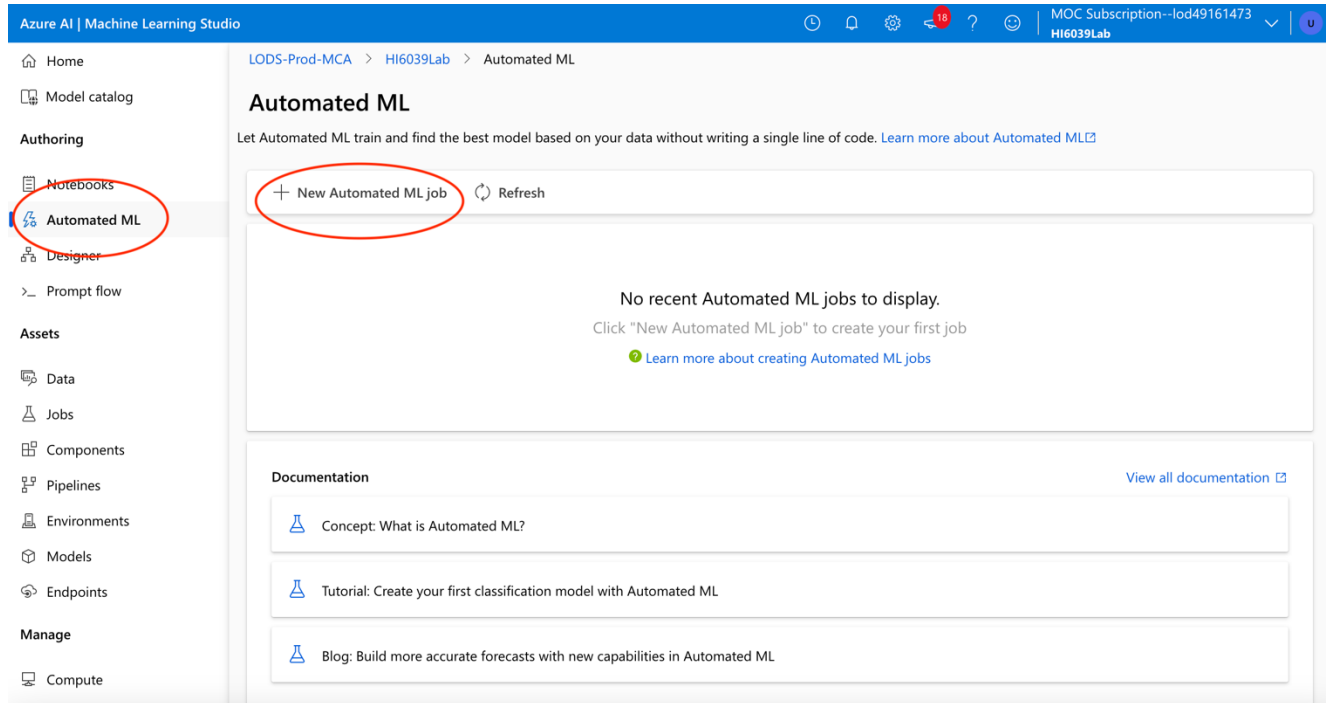 Azure AI | Machine Learning Studio
18
?
MOC Subscription--lod49161473
HI6039Lab
U
Home
Model catalog
Authoring
Notebooks
Automated ML
Designer
Prompt flow
Assets
Data
Jobs
Components
Pipelines
Environments
Models
Endpoints
Manage
Compute
LODS-Prod-MCA > HI6039Lab > Automated ML
Automated ML
Let Automated ML train and find the best model based on your data without writing a single line of code. Learn more about Automated ML
+ New Automated ML job Refresh
No recent Automated ML jobs to display.
Click "New Automated ML job" to create your first job
? Learn more about creating Automated ML jobs
Documentation View all documentation
Concept: What is Automated ML?
Tutorial: Create your first classification model with Automated ML
Blog: Build more accurate forecasts with new capabilities in Automated ML